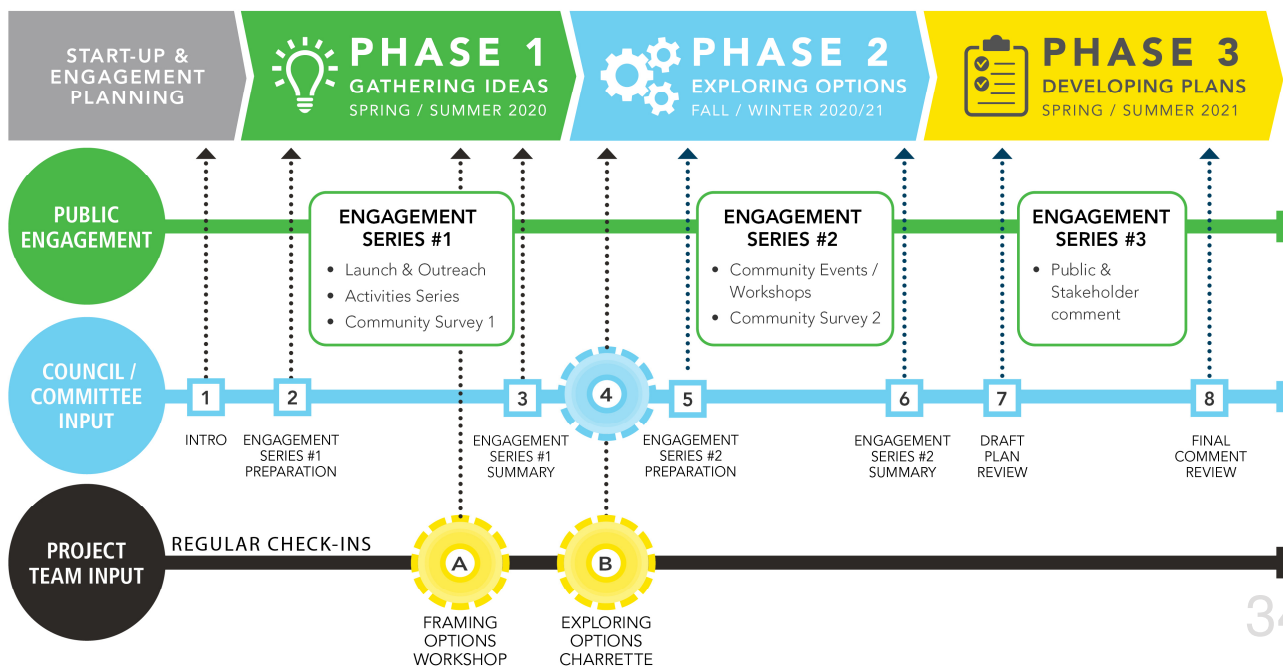 START-UP &
ENGAGEMENT
PLANNING
PHASE 1
GATHERING IDEAS
SPRING / SUMMER 2020
PHASE 2
EXPLORING OPTIONS
FALL / WINTER 2020/21
PHASE 3
DEVELOPING PLANS
SPRING / SUMMER 2021
PUBLIC
ENGAGEMENT
ENGAGEMENT
SERIES #1
• Launch & Outreach
• Activities Series
• Community Survey 1
ENGAGEMENT
SERIES #2
• Community Events /
Workshops
• Community Survey 2
ENGAGEMENT
SERIES #3
• Public &
Stakeholder
comment
COUNCIL /
COMMITTEE
INPUT
1
INTRO
2
ENGAGEMENT
SERIES #1
PREPARATION
3
ENGAGEMENT
SERIES #1
SUMMARY
4
5
ENGAGEMENT
SERIES #2
PREPARATION
6
ENGAGEMENT
SERIES #2
SUMMARY
7
DRAFT
PLAN
REVIEW
8
FINAL
COMMENT
REVIEW
PROJECT
TEAM INPUT
REGULAR CHECK-INS
A
FRAMING
OPTIONS
WORKSHOP
B
EXPLORING
OPTIONS
CHARRETTE
34